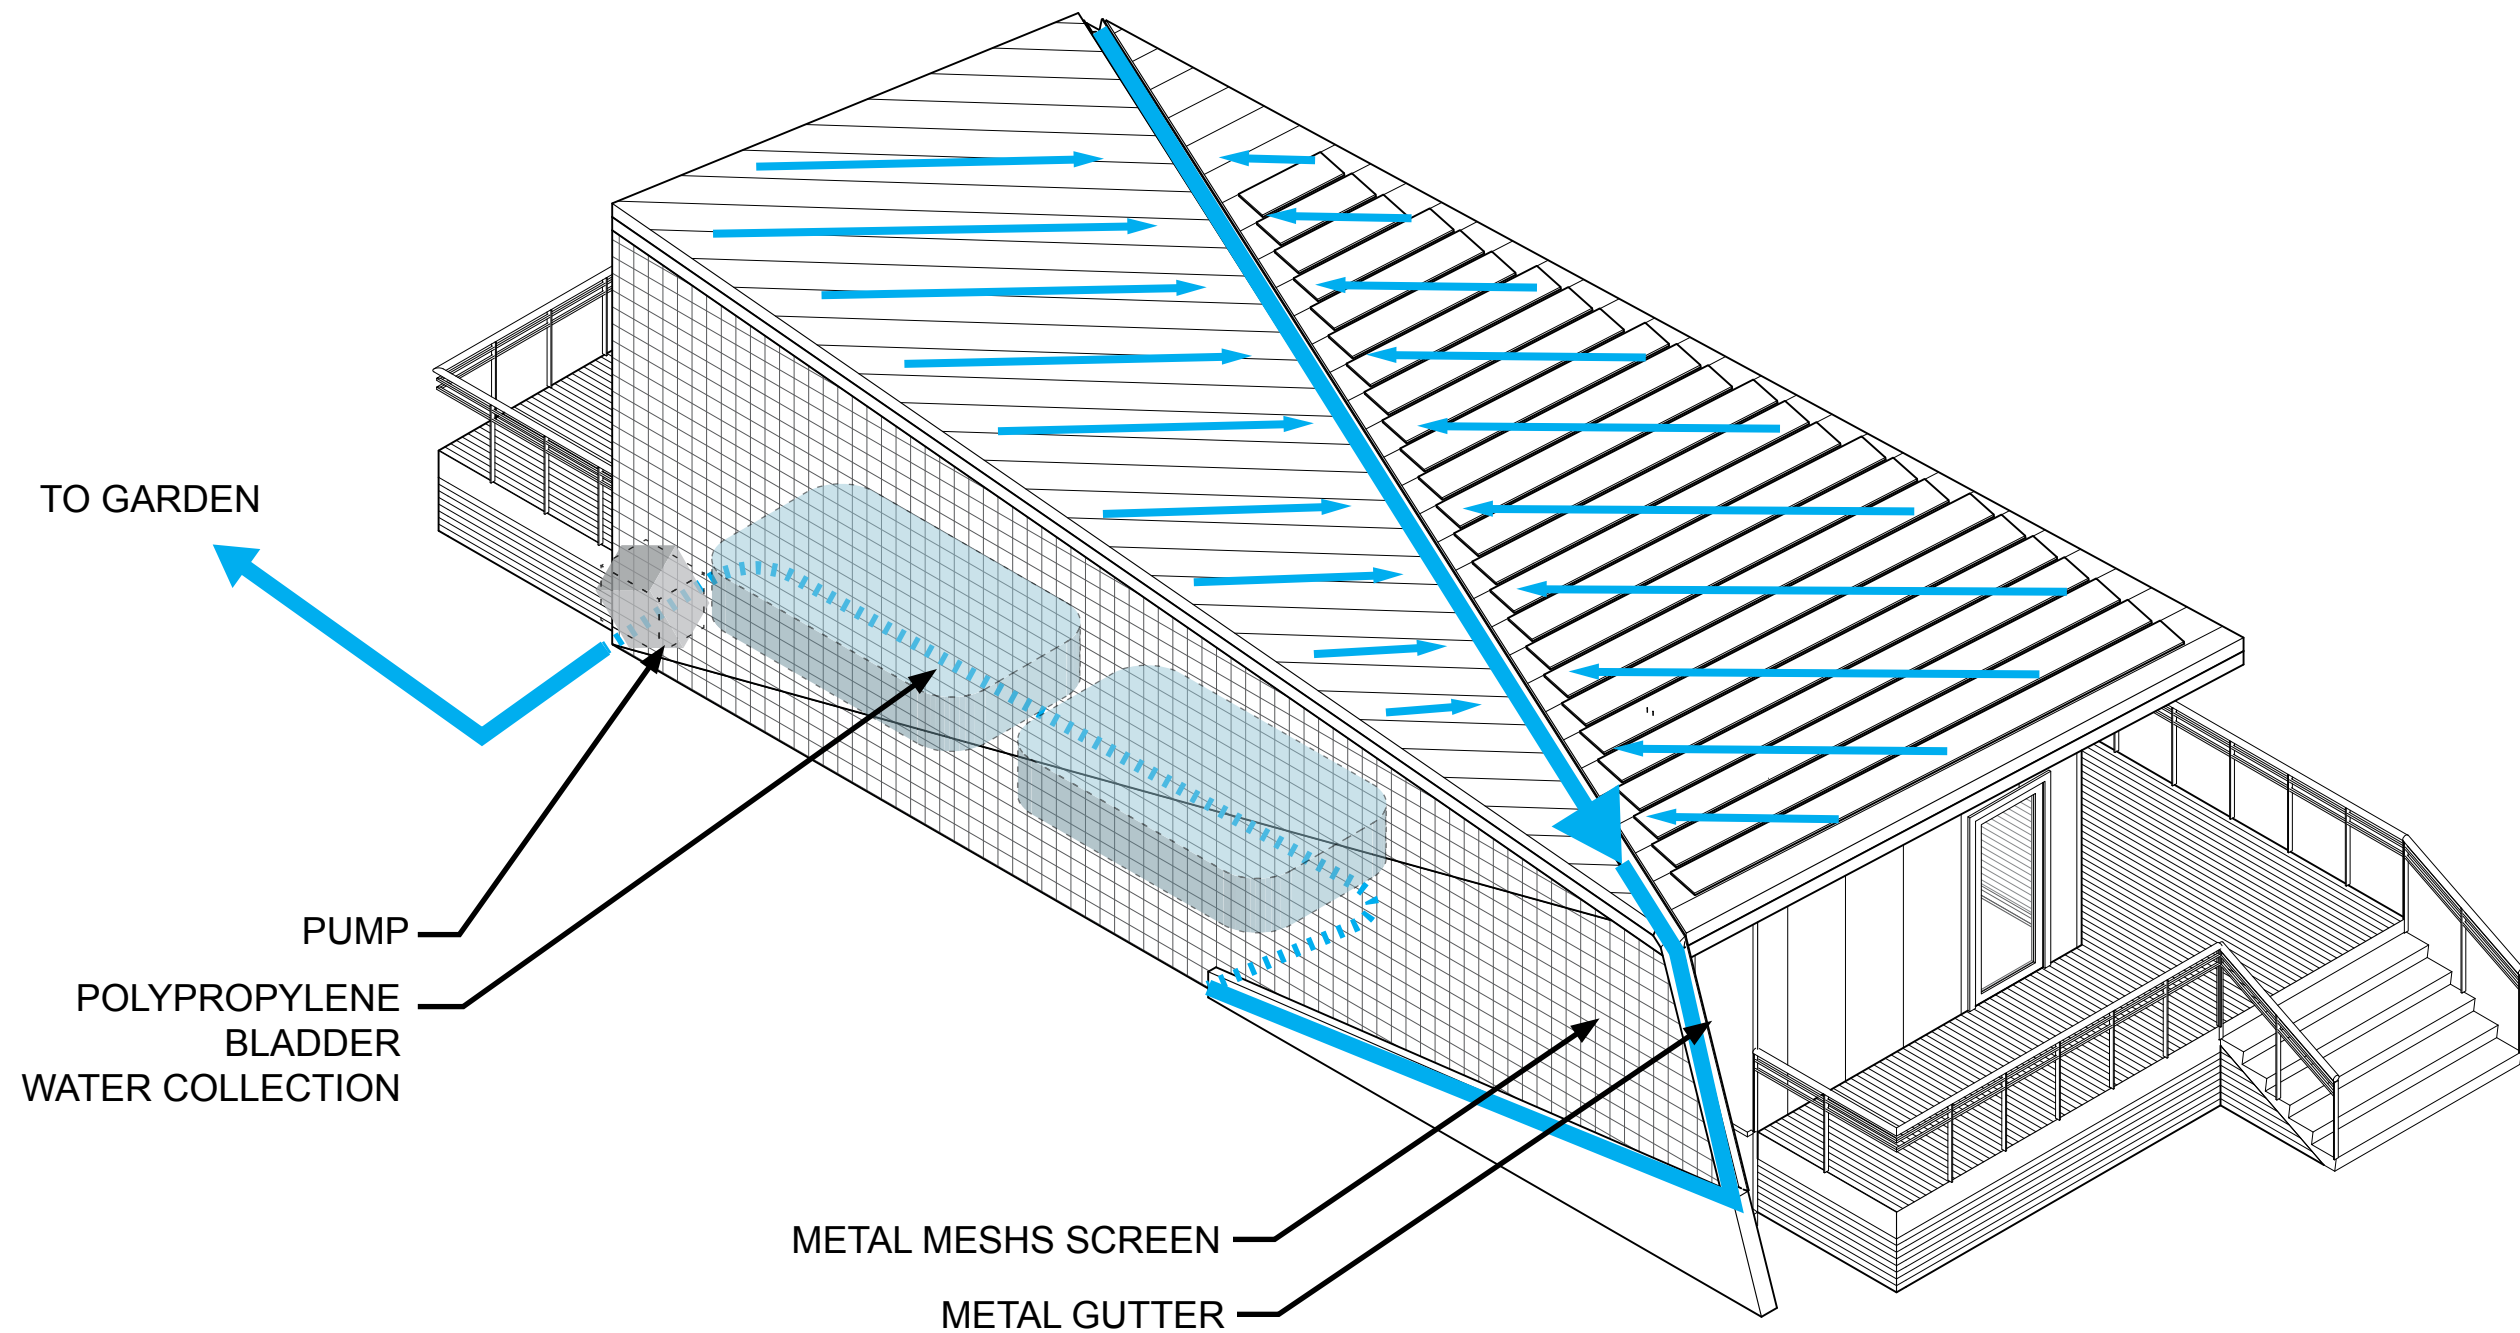 TO GARDEN
PUMP
POLYPROPYLENE
BLADDER
WATER COLLECTION
METAL MESHS SCREEN
METAL GUTTER